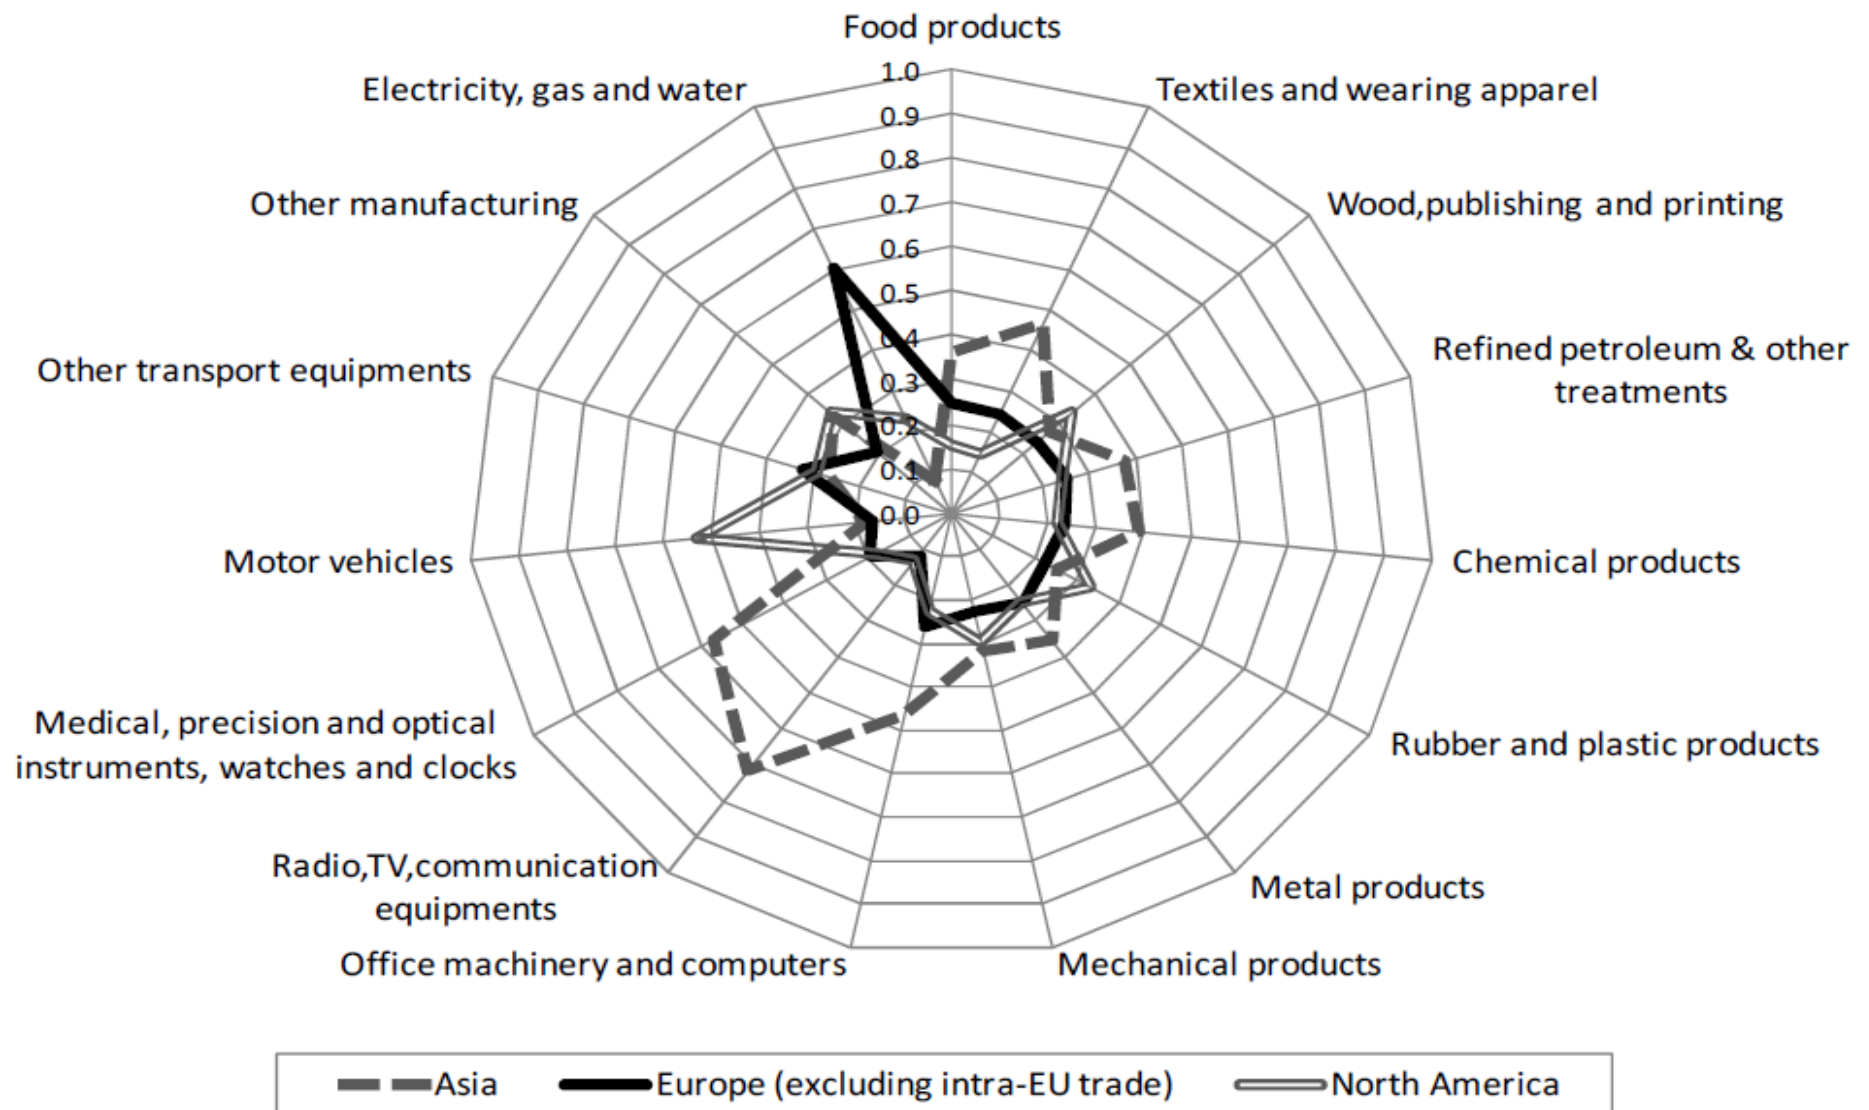 Food products
Electricity, gas and water
Textiles and wearing apparel
1.0
0.9
0.8
0.7
0.6
0.5
0.4
0.3
0.2
0.1
0.0
Other manufacturing
Wood,publishing and printing
Other transport equipments
Refined petroleum & other
treatments
Motor vehicles
Chemical products
Medical, precision and optical
instruments, watches and clocks
Rubber and plastic products
Radio,TV,communication
equipments
Metal products
Office machinery and computers
Mechanical products
Asia
Europe (excluding intra-EU trade)
North America